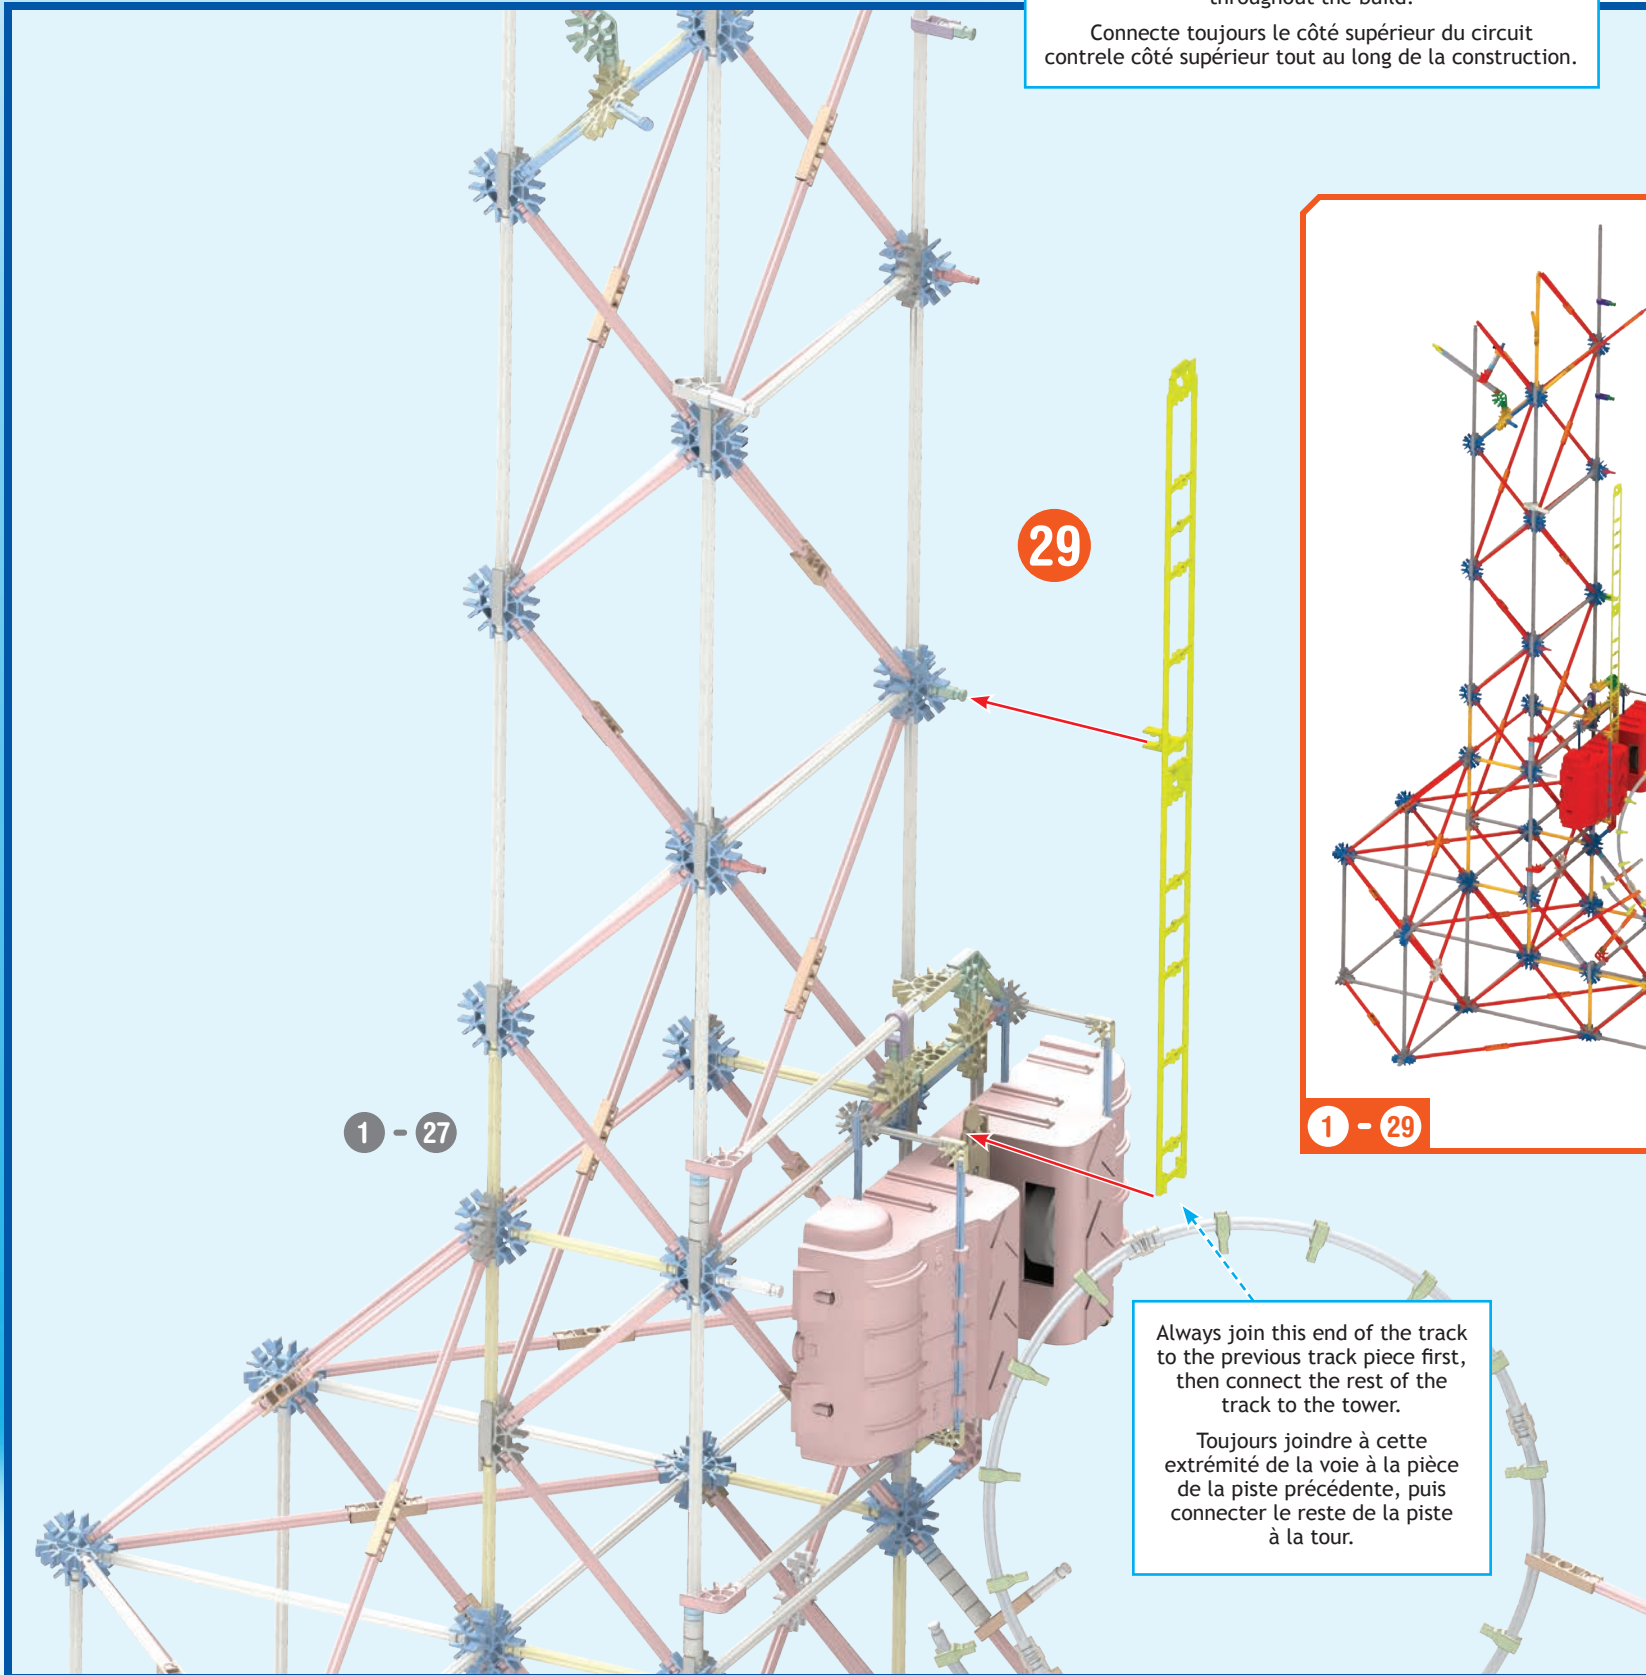 throughout the build.
Connecte toujours le côté supérieur du circuit
contrele côté supérieur tout au long de la construction.
29
1 - 27
1 - 29
Always join this end of the track
to the previous track piece first,
then connect the rest of the
track to the tower.
Toujours joindre à cette
extrémité de la voie à la pièce
de la piste précédente, puis
connecter le reste de la piste
à la tour.